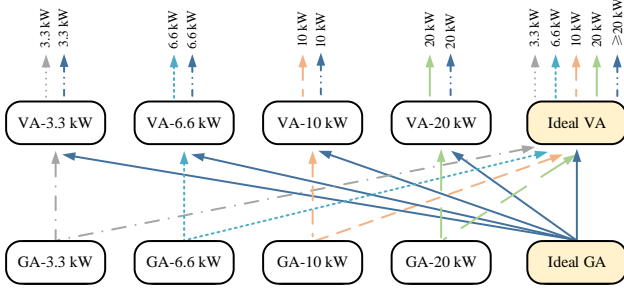 3.3 kW
3.3 kW
6.6 kW
6.6 kW
10 kW
10 kW
20 kW
20 kW
3.3 kW
6.6 kW
10 kW
20 kW
≥20 kW
VA-3.3 kW
VA-6.6 kW
VA-10 kW
VA-20 kW
Ideal VA
GA-3.3 kW
GA-6.6 kW
GA-10 kW
GA-20 kW
Ideal GA